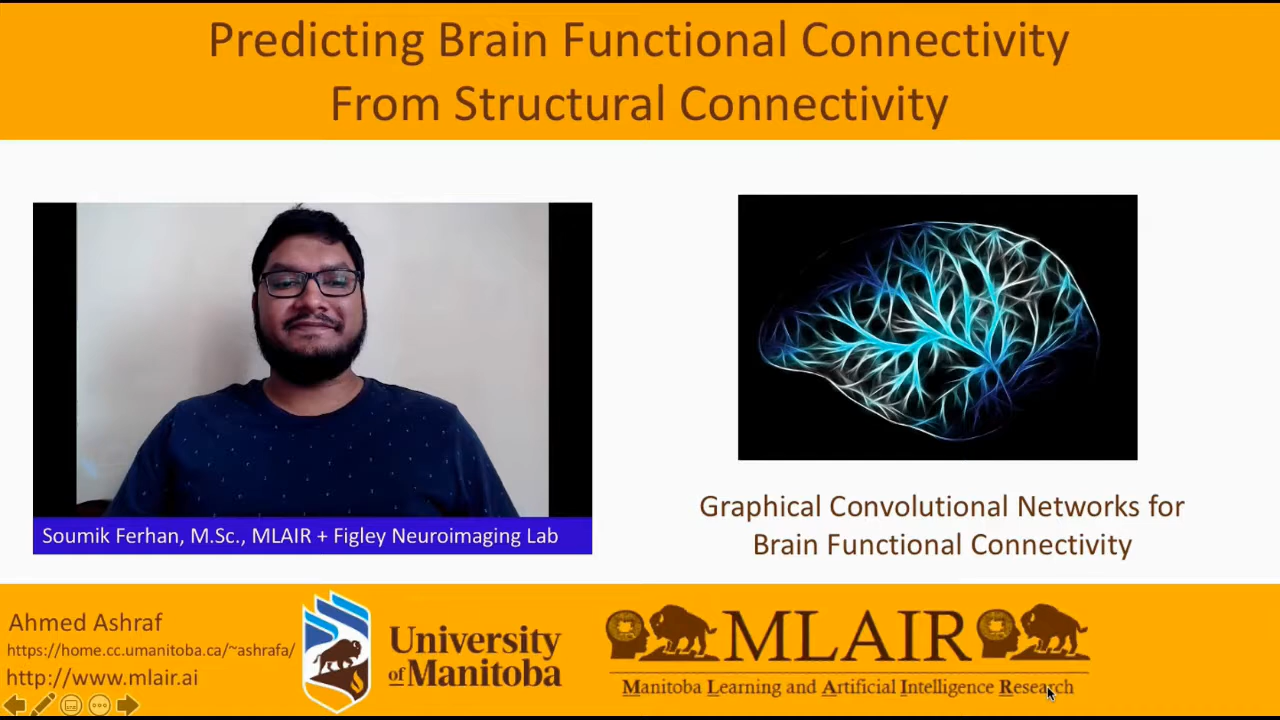 Predicting Brain Functional Connectivity
From Structural Connectivity
Soumik Ferhan, M.Sc., MLAIR + Figley Neuroimaging Lab
Graphical Convolutional Networks for
Brain Functional Connectivity
Ahmed Ashraf
https://home.cc.umanitoba.ca/~ashrafa/
http://www.mlair.ai
University
of Manitoba
MLAIR
Manitoba Learning and Artificial Intelligence Research